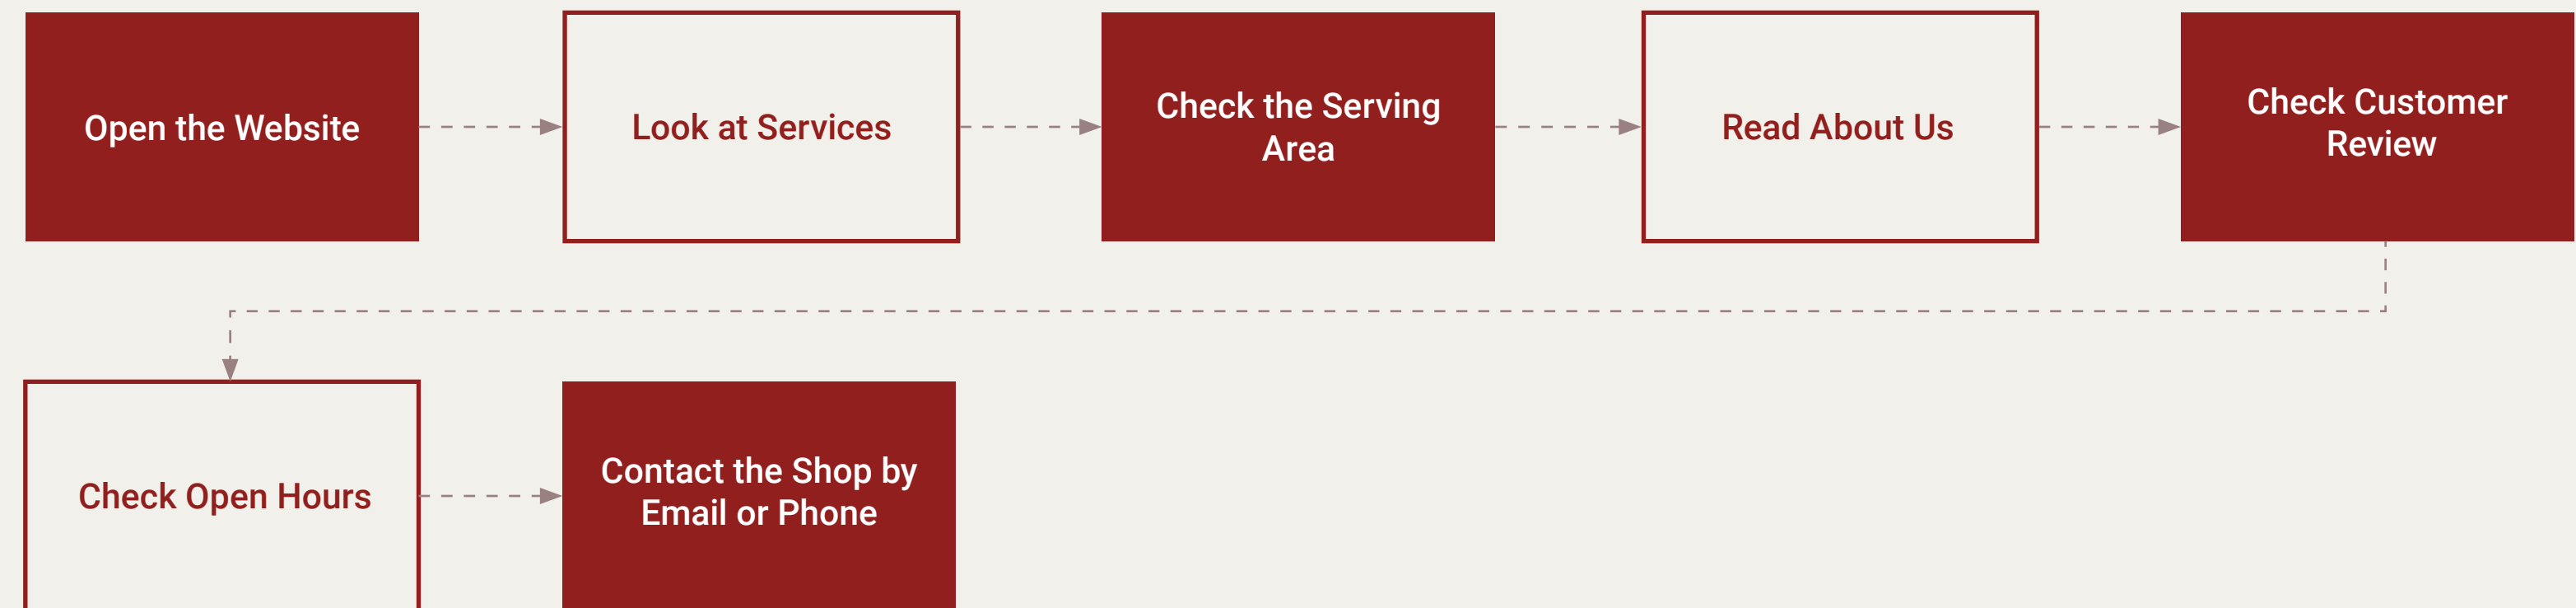 Open the Website
Look at Services
Check the Serving
Area
Read About Us
Check Customer
Review
Check Open Hours
Contact the Shop by
Email or Phone